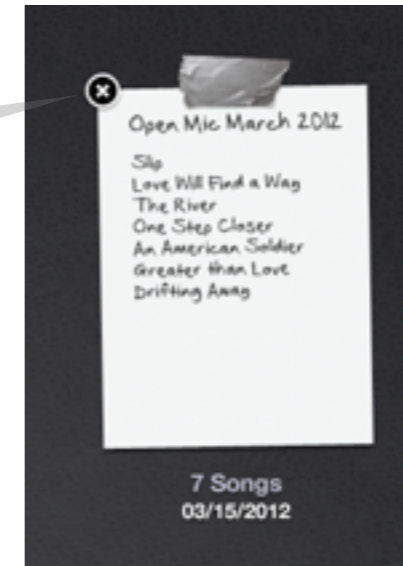 Open Mic March 2012
Slip
Love Will Find a Way
The River
One Step Closer
An American Soldier
Greater than Love
Drifting Away
7 Songs
03/15/2012